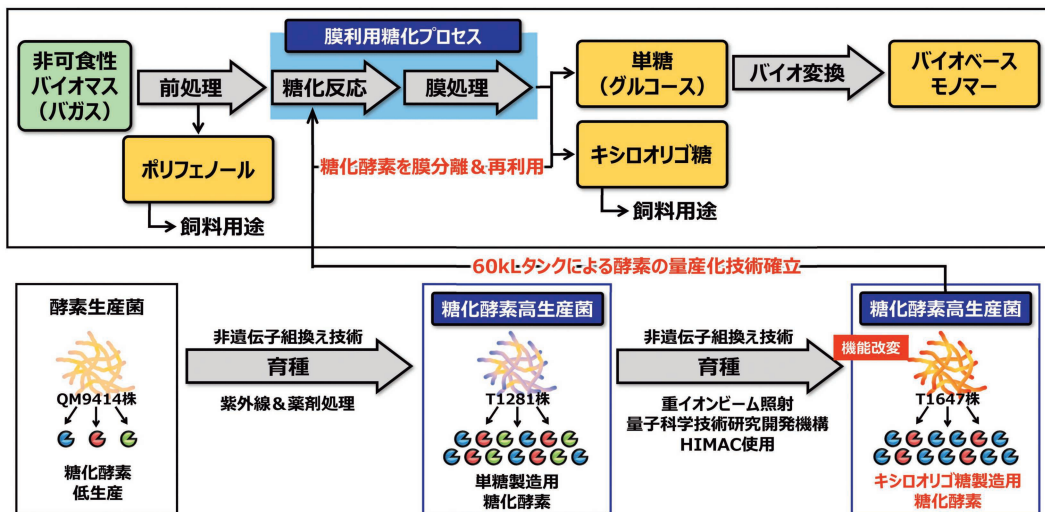 膜利用糖化プロセス
非可食性
バイオマス
（バガス）
前処理
糖化反応
膜処理
単糖
（グルコース）
バイオ変換
バイオベース
モノマー
ポリフェノール
飼料用途
糖化酵素を膜分離＆再利用
キシロオリゴ糖
飼料用途
60kLタンクによる酵素の量産化技術確立
酵素生産菌
QM9414株
糖化酵素
低生産
非遺伝子組換え技術
育種
紫外線＆薬剤処理
糖化酵素高生産菌
T1281株
単糖製造用
糖化酵素
非遺伝子組換え技術
育種
重イオンビーム照射
量子科学技術研究開発機構
HIMAC使用
糖化酵素高生産菌
機能改変
T1647株
キシロオリゴ糖製造用
糖化酵素